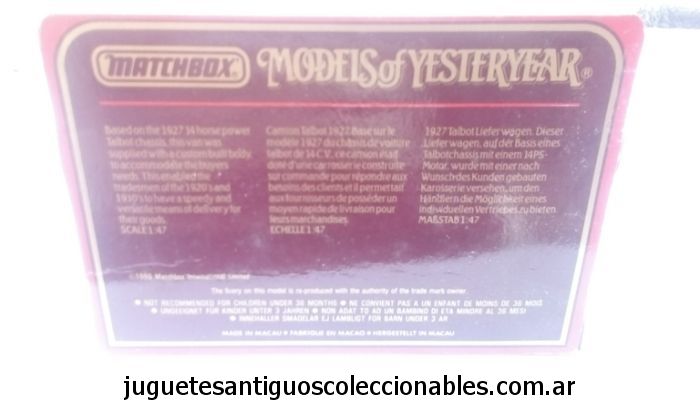 MATCHBOX
MODELS of YESTERYEAR®
Based on the 1927 14 horse power
Talbot chassis, this van was
supplied with a custom built body
to accommodate the buyers
needs. This enabled the
tradesmen of the 1920's and
1930's to have a speedy and
versatile means of delivery for
their goods.
SCALE 1:47
Camion Talbot 1927. Basé sur le
modèle 1927 du chassis de voiture
Talbot de 14 C.V., ce camion était
doté d'une carrosserie construite
sur commande pour répondre aux
besoins des clients et il permettait
aux fournisseurs de posséder un
moyen rapide de livraison pour
leurs marchandises.
ECHELLE 1:47
1927 Talbot Lieferwagen. Dieser
Lieferwagen, auf der Basis eines
Talbotchassis mit einem 14PS-
Motor, wurde mit einer nach
Wunsch des Kunden gebauten
Karosserie versehen, um den
Händlern die Möglichkeit eines
individuellen Vertriebes zu bieten.
MAßSTAB 1:47
Matchbox International Limited
The livery on this model is re-produced with the authority of the trade mark owner.
● NOT RECOMMENDED FOR CHILDREN UNDER 36 MONTHS ● NE CONVIENT PAS A UN ENFANT DE MOINS DE 36 MOIS
● UNGEEIGNET FÜR KINDER UNTER 3 JAHREN ● NON ADATTO AD UN BAMBINO DI ETA MINORE AI 36 MESI
● INNEHALLER SMADELAR EJ LAMPLIGT FOR BARN UNDER 3 AR
MADE IN MACAU • FABRIQUE EN MACAO • HERGESTELLT IN MACAU
juguetesantiguoscoleccionables.com.ar